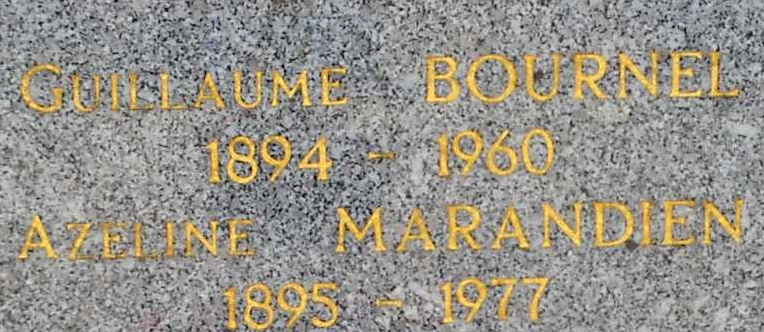 GUILLAUME BOURNEL
1894 - 1960
AZELINE MARANDIEN
1895 - 1977